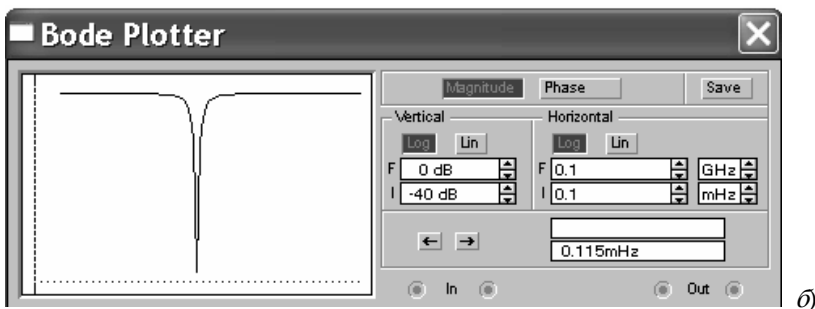 Bode Plotter
Magnitude Phase Save
Vertical Horizontal
Log Lin Log Lin
F 0 dB F 0.1 GHz
I -40 dB I 0.1 mHz
← →
0.115mHz
In Out
б)